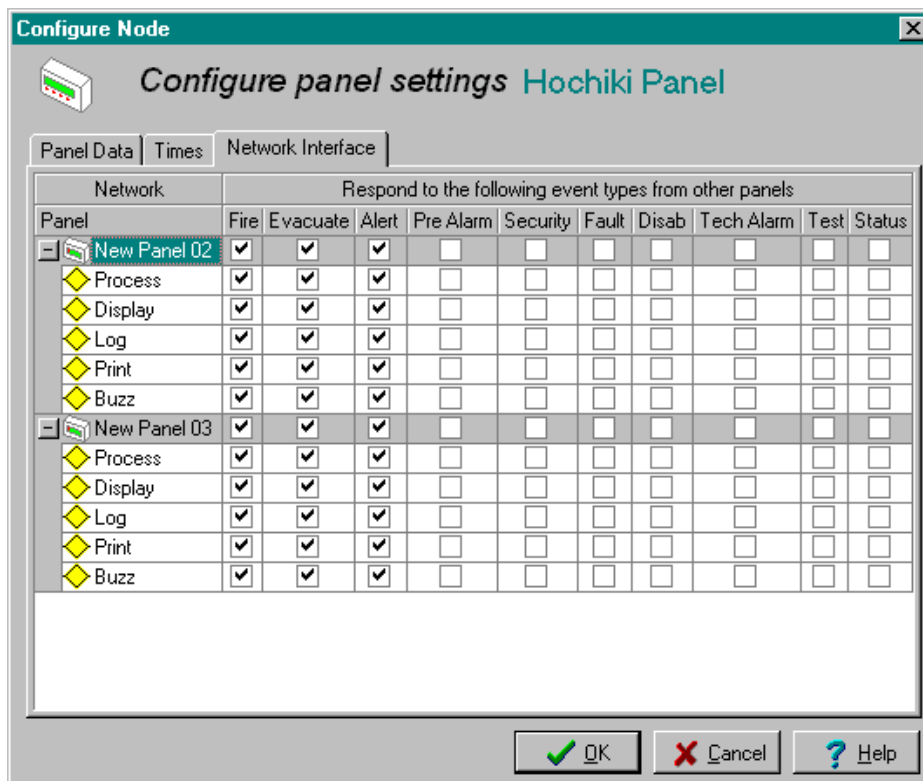 Configure Node
Configure panel settings Hochiki Panel
Panel Data Times Network Interface
Network Respond to the following event types from other panels
Panel Fire Evacuate Alert Pre Alarm Security Fault Disab Tech Alarm Test Status
New Panel 02
Process
Display
Log
Print
Buzz
New Panel 03
Process
Display
Log
Print
Buzz
OK Cancel Help